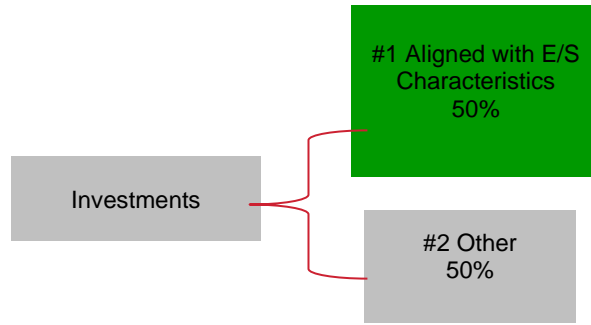 #1 Aligned with E/S
Characteristics
50%
Investments
#2 Other
50%